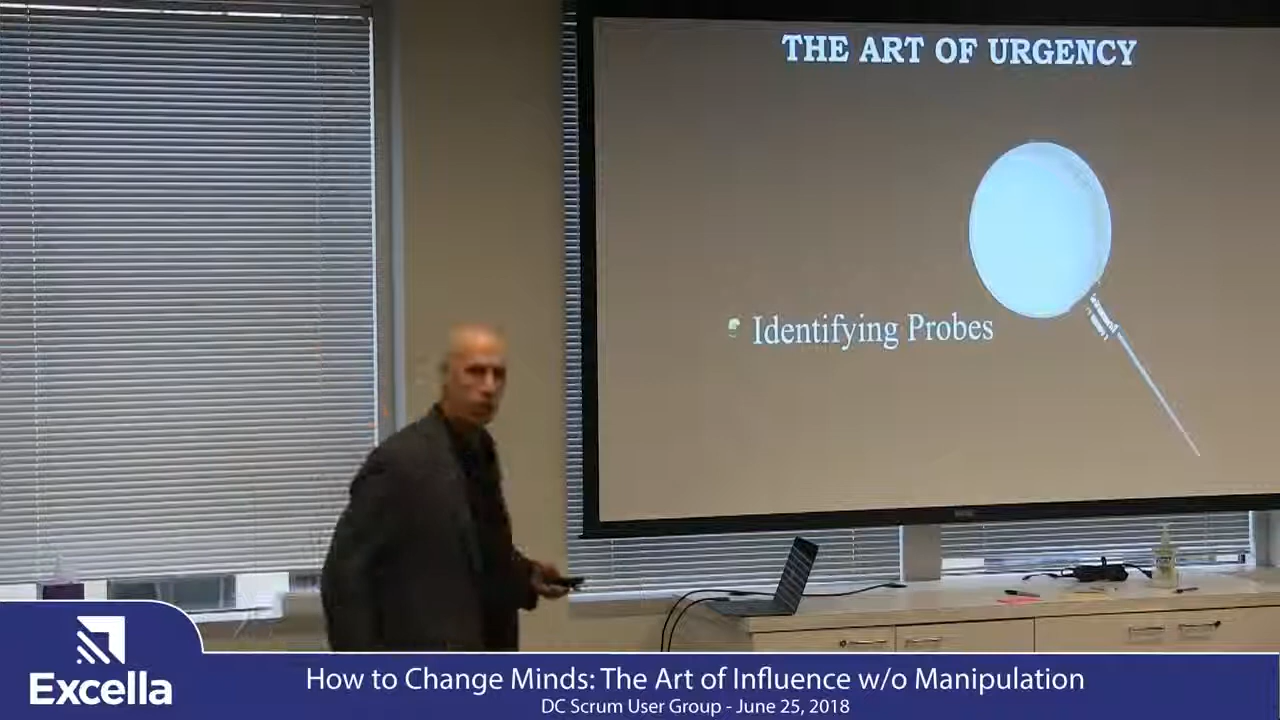 THE ART OF URGENCY
Identifying Probes
Excella
How to Change Minds: The Art of Influence w/o Manipulation
DC Scrum User Group - June 25, 2018